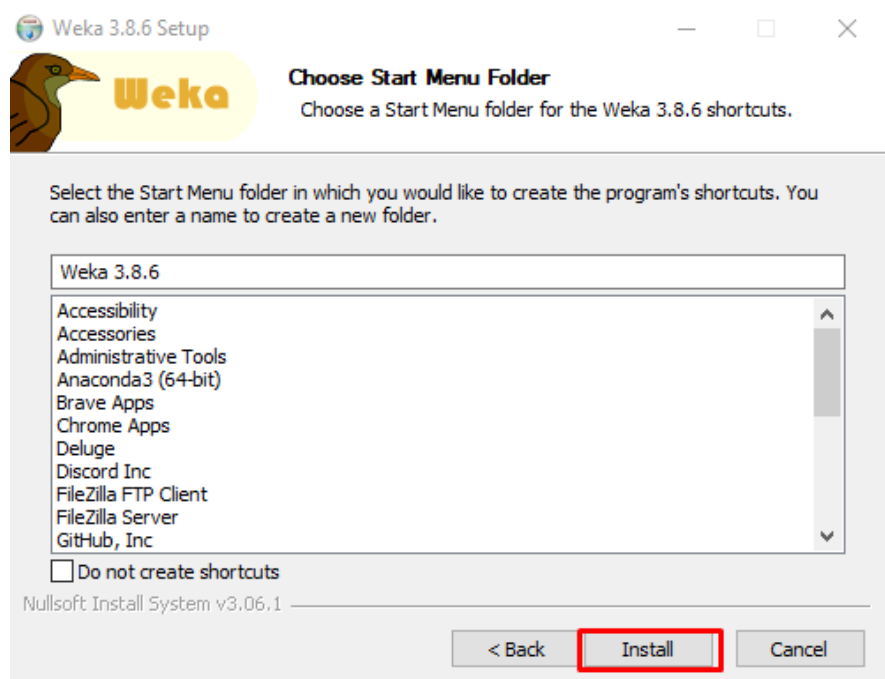 Weka 3.8.6 Setup
Weka
Choose Start Menu Folder
Choose a Start Menu folder for the Weka 3.8.6 shortcuts.
Select the Start Menu folder in which you would like to create the program's shortcuts. You
can also enter a name to create a new folder.
Weka 3.8.6
Accessibility
Accessories
Administrative Tools
Anaconda3 (64-bit)
Brave Apps
Chrome Apps
Deluge
Discord Inc
FileZilla FTP Client
FileZilla Server
GitHub, Inc
Do not create shortcuts
Nullsoft Install System v3.06.1
< Back Install Cancel